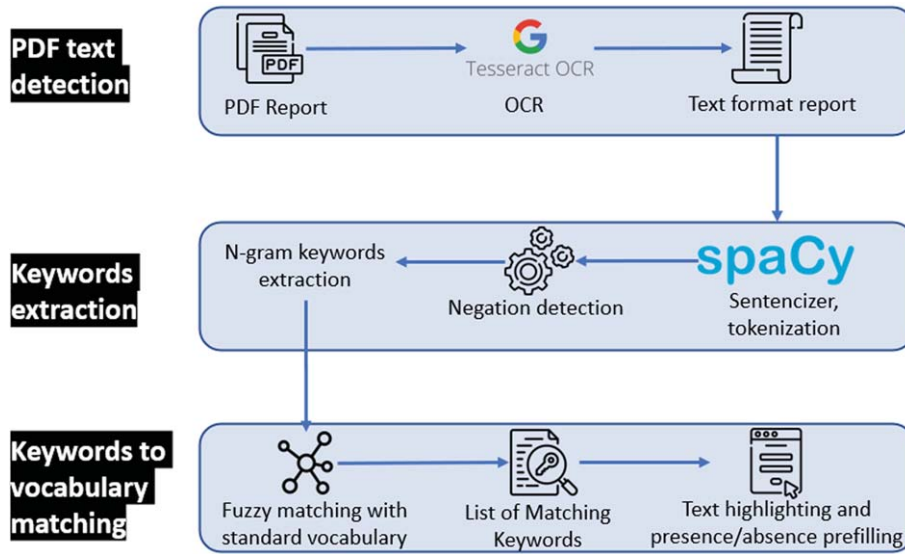 PDF text
detection
PDF
PDF Report
G
Tesseract OCR
OCR
Text format report
Keywords
extraction
N-gram keywords
extraction
Negation detection
spaCy
Sentencizer,
tokenization
Keywords to
vocabulary
matching
Fuzzy matching with
standard vocabulary
List of Matching
Keywords
Text highlighting and
presence/absence prefilling